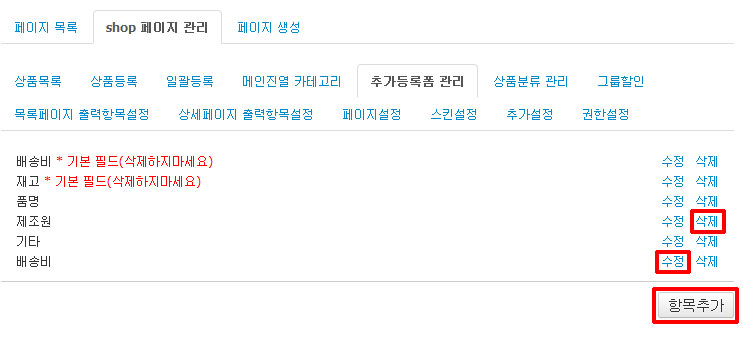 페이지 목록 shop 페이지 관리 페이지 생성
상품목록 상품등록 일괄등록 메인진열 카테고리 추가등록폼 관리 상품분류 관리 그룹할인
목록페이지 출력항목설정 상세페이지 출력항목설정 페이지설정 스킨설정 추가설정 권한설정
배송비 * 기본 필드(삭제하지마세요) 수정 삭제
재고 * 기본 필드(삭제하지마세요) 수정 삭제
품명 수정 삭제
제조원 수정 삭제
기타 수정 삭제
배송비 수정 삭제
항목추가